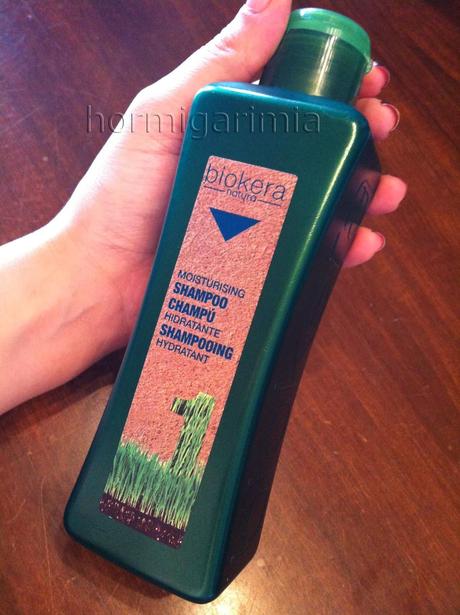 hormigarimia
biokera
natura
MOISTURISING
SHAMPOO
CHAMPÚ
HIDRATANTE
SHAMPOOING
HYDRATANT
1